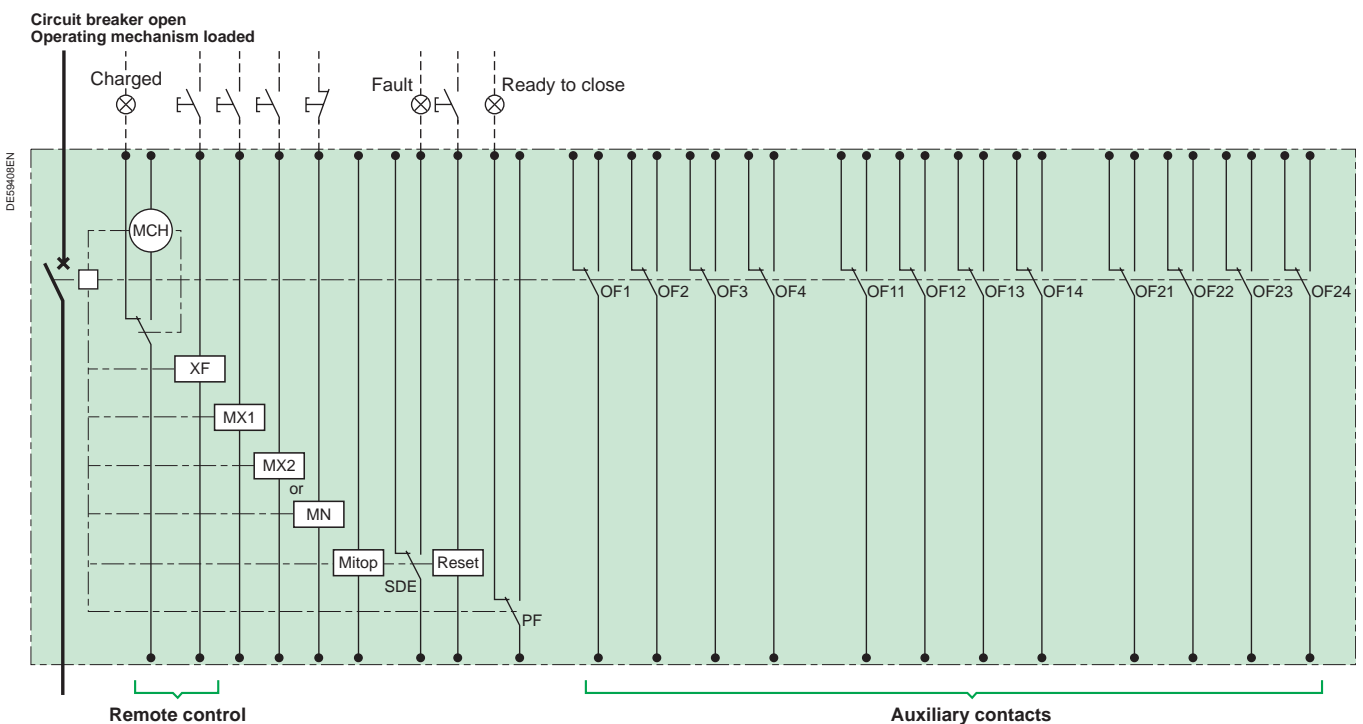 Circuit breaker open
Operating mechanism loaded
Charged
Fault
Ready to close
DE59408EN
MCH
OF1
OF2
OF3
OF4
OF11
OF12
OF13
OF14
OF21
OF22
OF23
OF24
XF
MX1
MX2
or
MN
Mitop
SDE
Reset
PF
Remote control
Auxiliary contacts